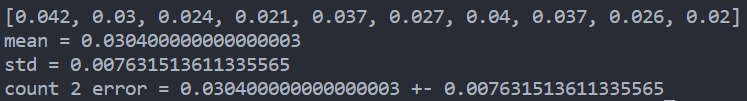 [0.042, 0.03, 0.024, 0.021, 0.037, 0.027, 0.04, 0.037, 0.026, 0.02]
mean = 0.030400000000000003
std = 0.007631513611335565
count 2 error = 0.030400000000000003 +- 0.007631513611335565